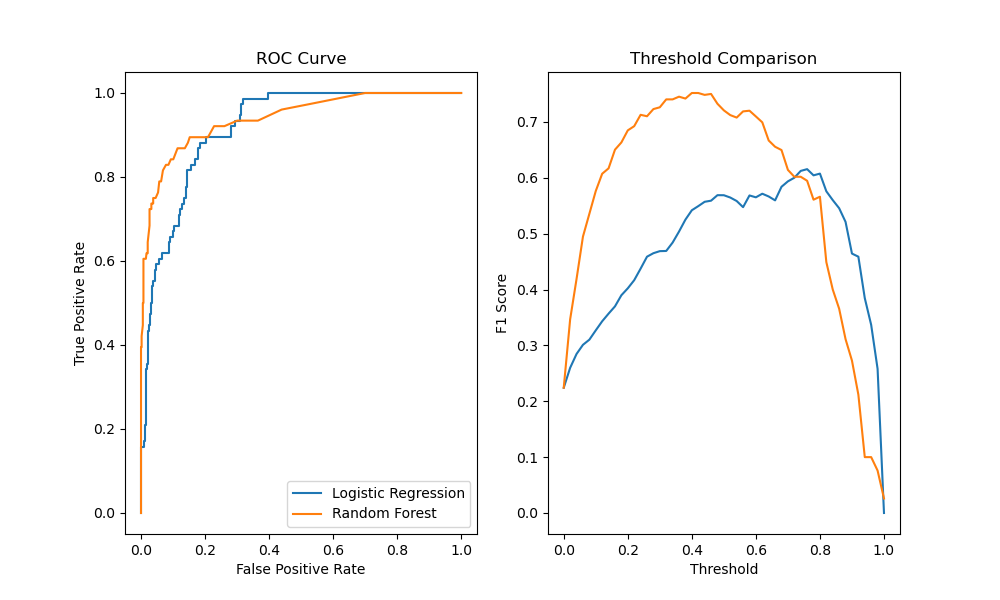 ROC Curve
True Positive Rate
1.0
0.8
0.6
0.4
0.2
0.0
Logistic Regression
Random Forest
0.0 0.2 0.4 0.6 0.8 1.0
False Positive Rate
Threshold Comparison
F1 Score
0.7
0.6
0.5
0.4
0.3
0.2
0.1
0.0
0.0 0.2 0.4 0.6 0.8 1.0
Threshold